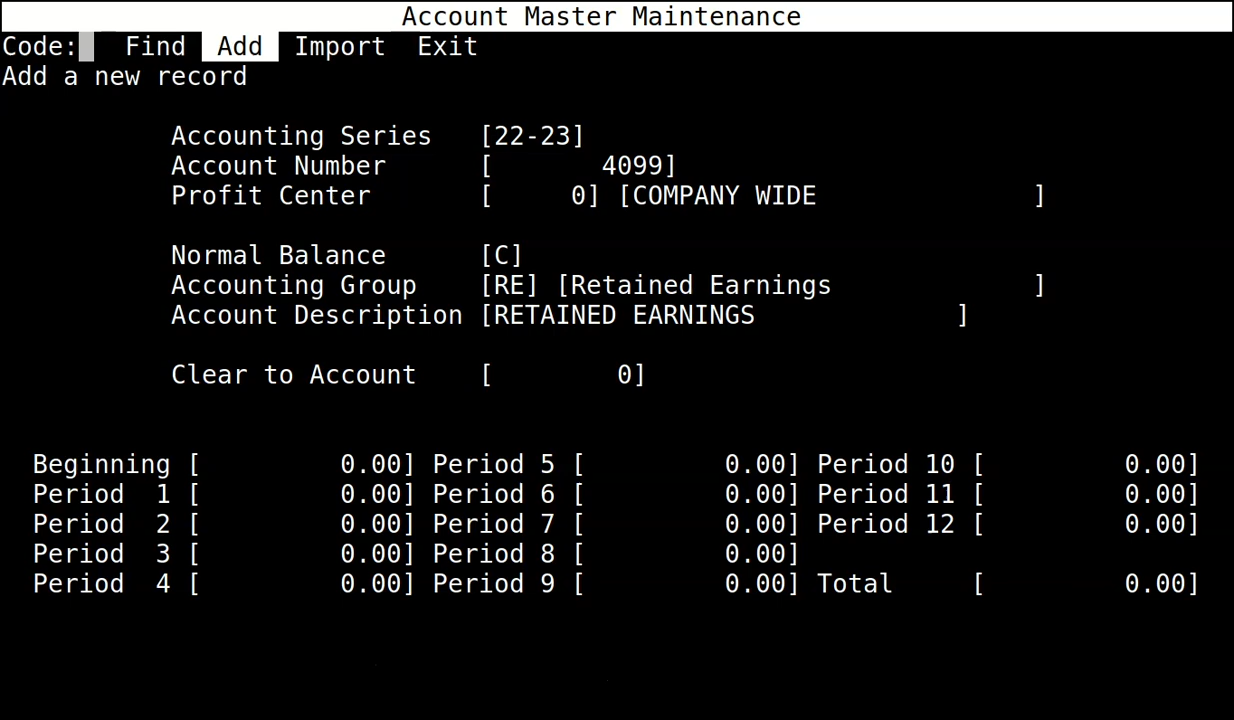 Account Master Maintenance
Code: Find Add Import Exit
Add a new record
Accounting Series [22-23]
Account Number [ 4099]
Profit Center [ 0] [COMPANY WIDE ]
Normal Balance [C]
Accounting Group [RE] [Retained Earnings ]
Account Description [RETAINED EARNINGS ]
Clear to Account [ 0]
Beginning [ 0.00] Period 5 [ 0.00] Period 10 [ 0.00]
Period 1 [ 0.00] Period 6 [ 0.00] Period 11 [ 0.00]
Period 2 [ 0.00] Period 7 [ 0.00] Period 12 [ 0.00]
Period 3 [ 0.00] Period 8 [ 0.00]
Period 4 [ 0.00] Period 9 [ 0.00] Total [ 0.00]